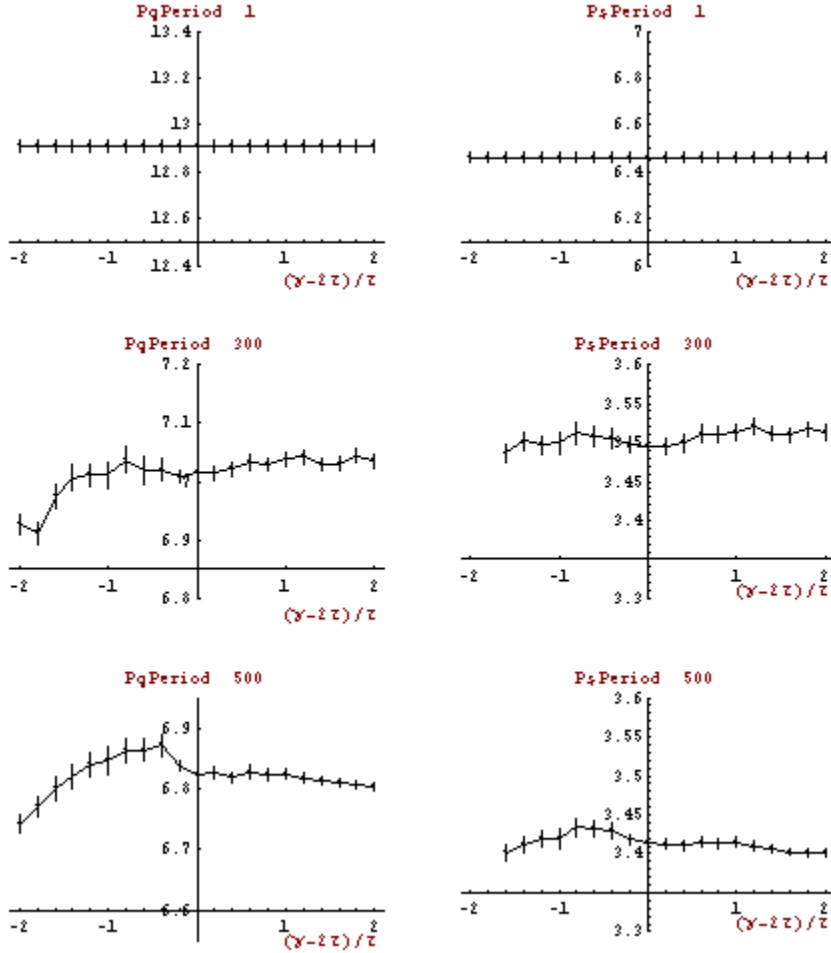 PqPeriod 1
13.4
13.2
13
12.8
12.6
12.4
-2 -1 1 2
(γ-2τ)/τ
PsPeriod 1
7
6.8
6.6
6.4
6.2
6
-2 -1 1 2
(γ-2τ)/τ
PqPeriod 300
7.2
7.1
7
6.9
6.8
-2 -1 1 2
(γ-2τ)/τ
PsPeriod 300
3.6
3.55
3.5
3.45
3.4
3.3
-2 -1 1 2
(γ-2τ)/τ
PqPeriod 500
6.9
6.8
6.7
6.6
-2 -1 1 2
(γ-2τ)/τ
PsPeriod 500
3.6
3.55
3.5
3.45
3.4
3.3
-2 -1 1 2
(γ-2τ)/τ